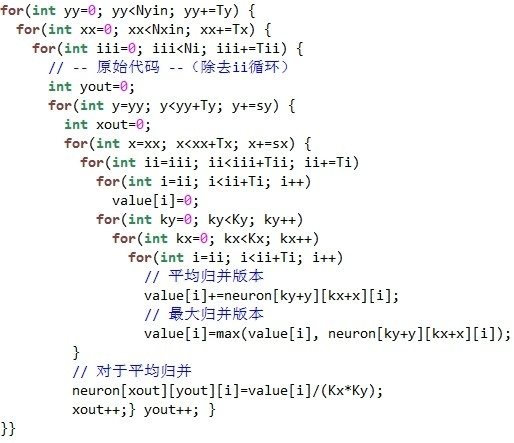 for(int yy=0; yy<Nyin; yy+=Ty) {
for(int xx=0; xx<Nxin; xx+=Tx) {
for(int iii=0; iii<Ni; iii+=Tii) {
// -- 原始代码 --（除去ii循环）
int yout=0;
for(int y=yy; y<yy+Ty; y+=sy) {
int xout=0;
for(int x=xx; x<xx+Tx; x+=sx) {
for(int ii=iii; ii<iii+Tii; ii+=Ti)
for(int i=ii; i<ii+Ti; i++)
value[i]=0;
for(int ky=0; ky<Ky; ky++)
for(int kx=0; kx<Kx; kx++)
for(int i=ii; i<ii+Ti; i++)
// 平均归并版本
value[i]+=neuron[ky+y][kx+x][i];
// 最大归并版本
value[i]=max(value[i], neuron[ky+y][kx+x][i]);
}
// 对于平均归并
neuron[xout][yout][i]=value[i]/(Kx*Ky);
xout++;} yout++; }
}}